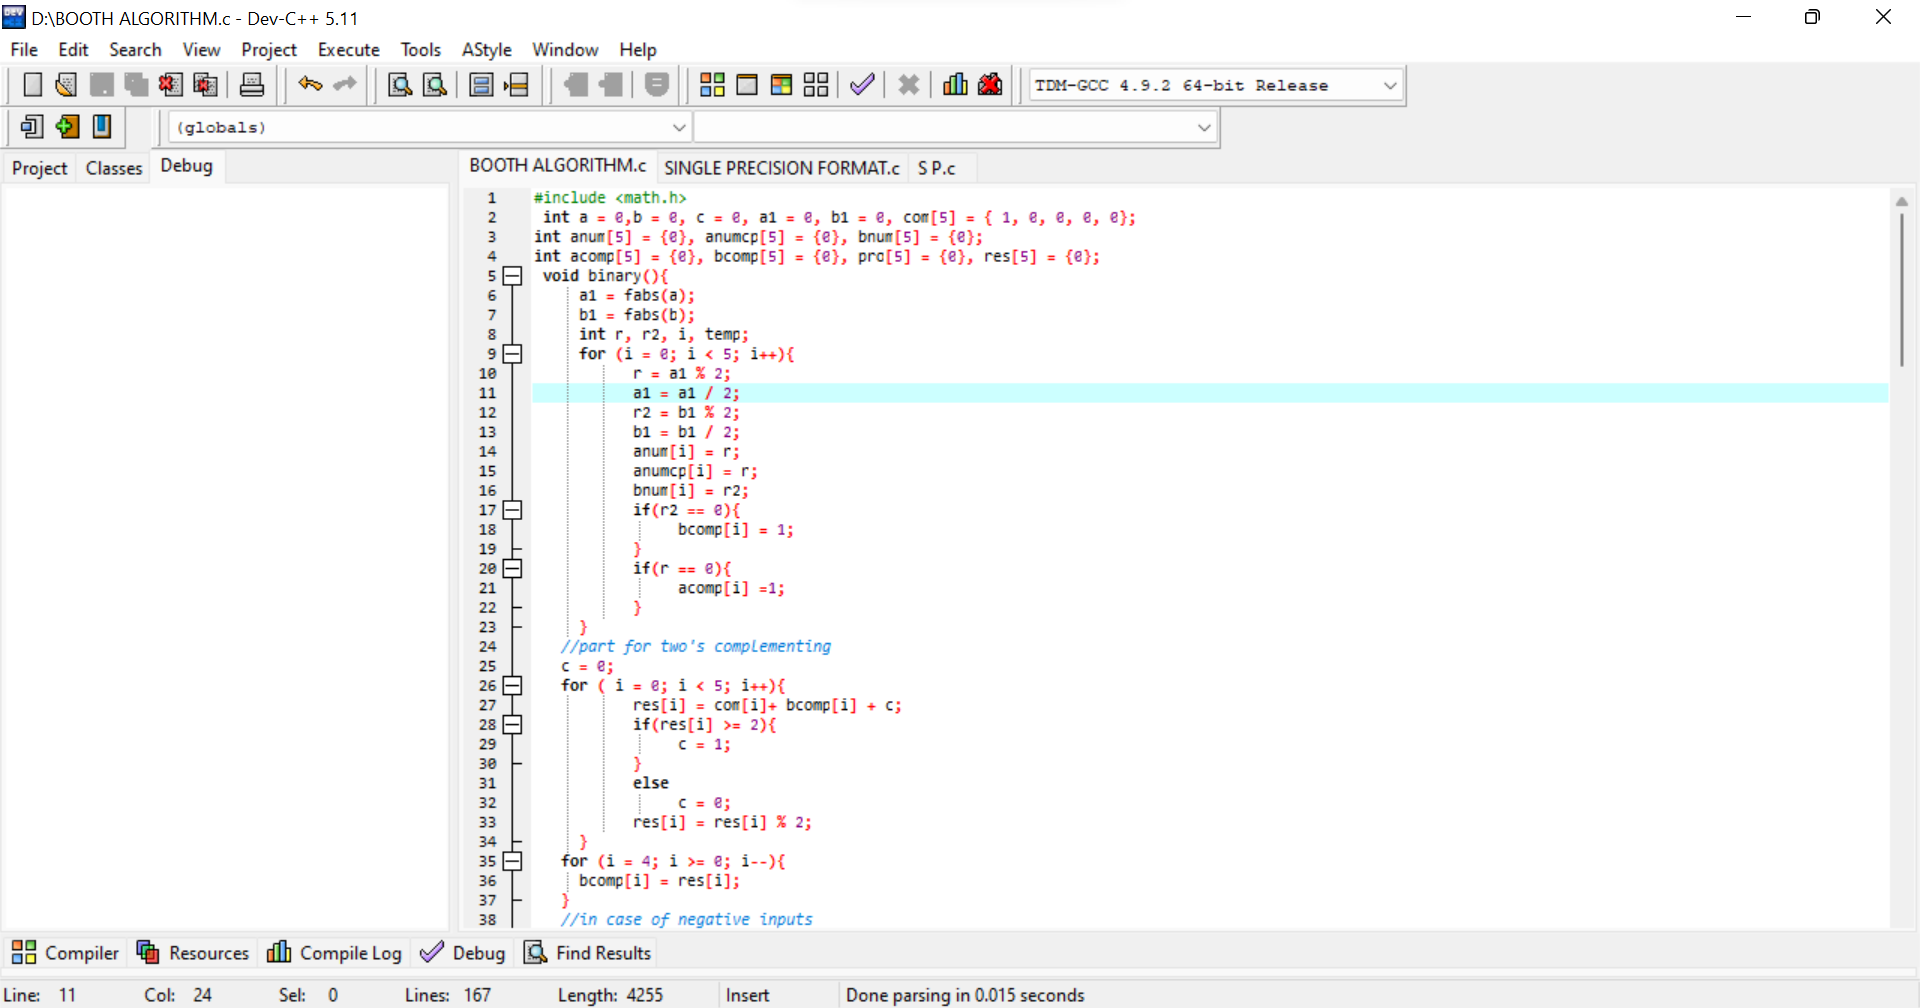 D:\BOOTH ALGORITHM.c - Dev-C++ 5.11
File Edit Search View Project Execute Tools AStyle Window Help
TDM-GCC 4.9.2 64-bit Release
(globals)
Project Classes Debug
BOOTH ALGORITHM.c SINGLE PRECISION FORMAT.c S P.c
1 #include <math.h>
2 int a = 0,b = 0, c = 0, a1 = 0, b1 = 0, com[5] = { 1, 0, 0, 0, 0};
3 int anum[5] = {0}, anumcp[5] = {0}, bnum[5] = {0};
4 int acomp[5] = {0}, bcomp[5] = {0}, pro[5] = {0}, res[5] = {0};
5 void binary(){
6 a1 = fabs(a);
7 b1 = fabs(b);
8 int r, r2, i, temp;
9 for (i = 0; i < 5; i++){
10 r = a1 % 2;
11 a1 = a1 / 2;
12 r2 = b1 % 2;
13 b1 = b1 / 2;
14 anum[i] = r;
15 anumcp[i] = r;
16 bnum[i] = r2;
17 if(r2 == 0){
18 bcomp[i] = 1;
19 }
20 if(r == 0){
21 acomp[i] =1;
22 }
23 }
24 //part for two's complementing
25 c = 0;
26 for ( i = 0; i < 5; i++){
27 res[i] = com[i]+ bcomp[i] + c;
28 if(res[i] >= 2){
29 c = 1;
30 }
31 else
32 c = 0;
33 res[i] = res[i] % 2;
34 }
35 for (i = 4; i >= 0; i--){
36 bcomp[i] = res[i];
37 }
38 //in case of negative inputs
Compiler Resources Compile Log Debug Find Results
Line: 11 Col: 24 Sel: 0 Lines: 167 Length: 4255 Insert Done parsing in 0.015 seconds